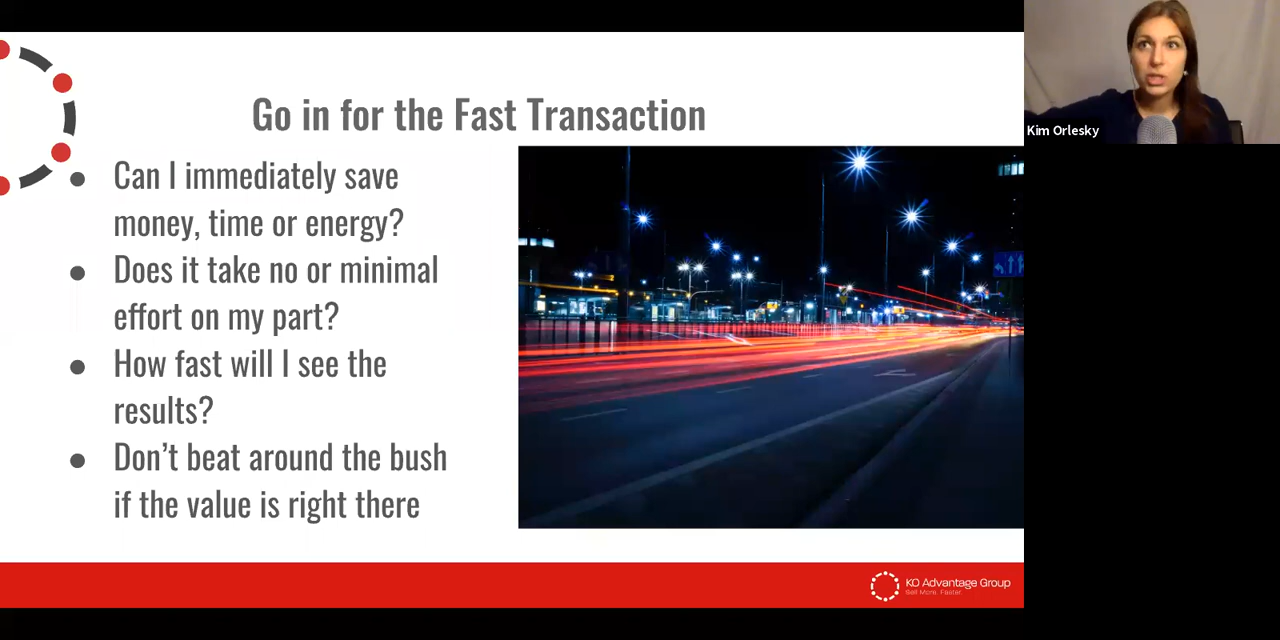 Go in for the Fast Transaction
Kim Orlesky
● Can I immediately save
money, time or energy?
● Does it take no or minimal
effort on my part?
● How fast will I see the
results?
● Don’t beat around the bush
if the value is right there
KO Advantage Group
Sell More. Faster.